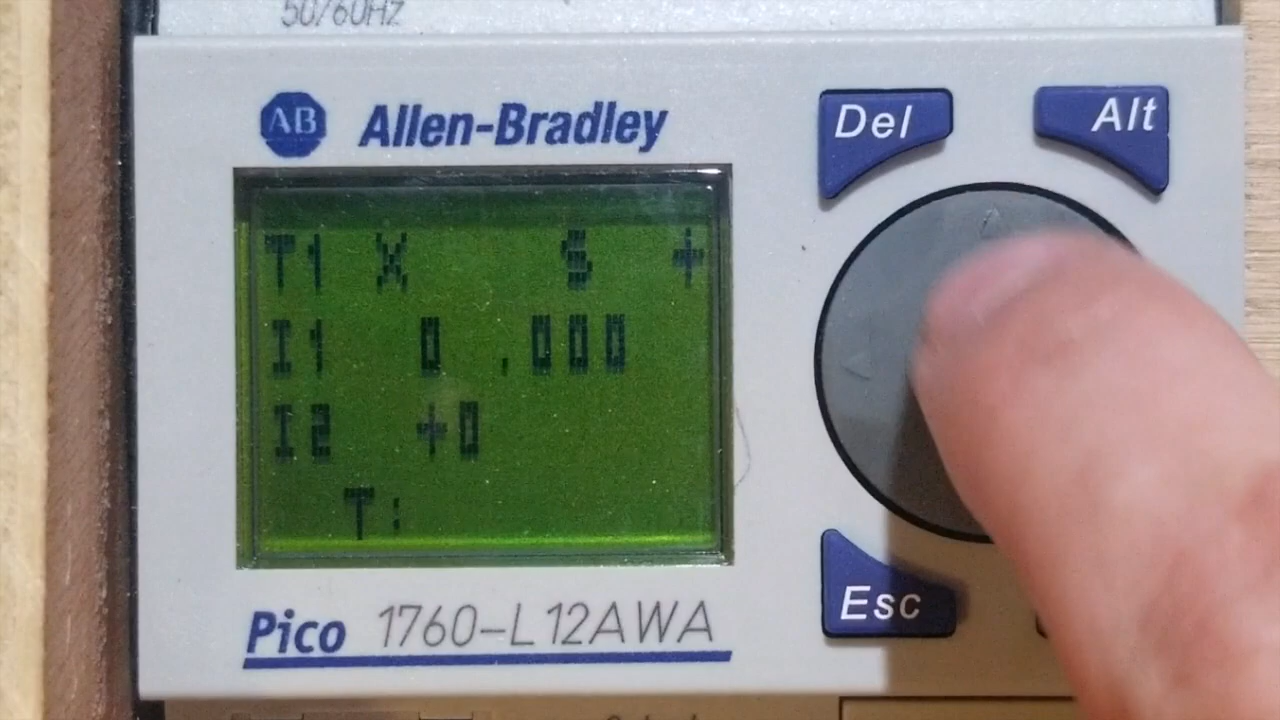 50/60Hz
AB Allen-Bradley
Del
Alt
T1 X S +
I1 0 .000
I2 +0
T:
Esc
Pico 1760-L12AWA